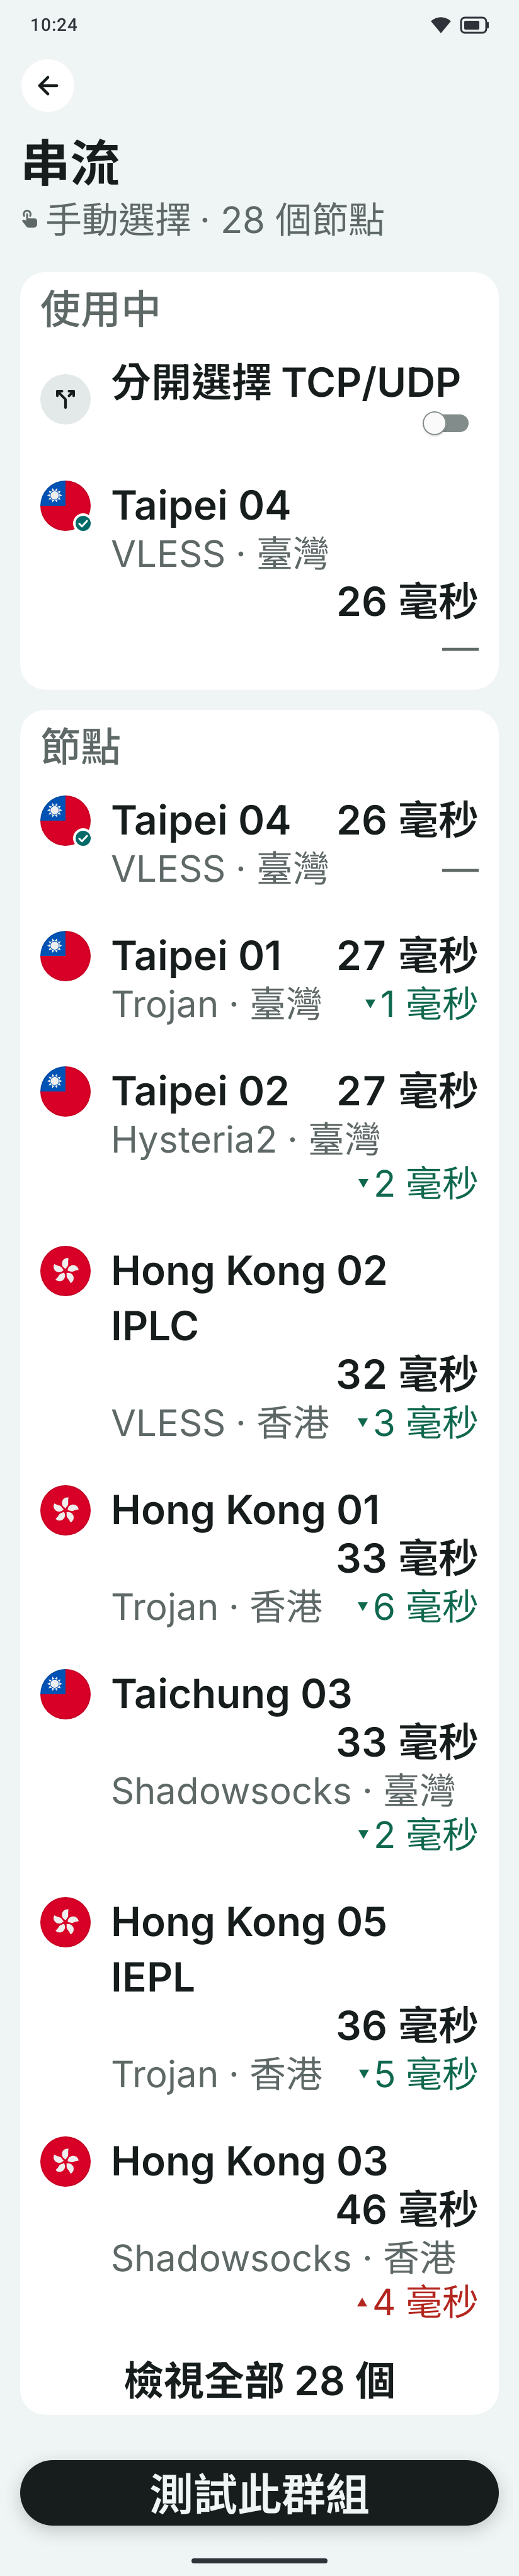 10:24
串流
手動選擇 · 28 個節點
使用中
分開選擇 TCP/UDP
Taipei 04
VLESS · 臺灣
26 毫秒
—
節點
Taipei 04 26 毫秒
VLESS · 臺灣 —
Taipei 01 27 毫秒
Trojan · 臺灣 ▾1 毫秒
Taipei 02 27 毫秒
Hysteria2 · 臺灣
▾2 毫秒
Hong Kong 02
IPLC
32 毫秒
VLESS · 香港 ▾3 毫秒
Hong Kong 01
33 毫秒
Trojan · 香港 ▾6 毫秒
Taichung 03
33 毫秒
Shadowsocks · 臺灣
▾2 毫秒
Hong Kong 05
IEPL
36 毫秒
Trojan · 香港 ▾5 毫秒
Hong Kong 03
46 毫秒
Shadowsocks · 香港
▴4 毫秒
檢視全部 28 個
測試此群組